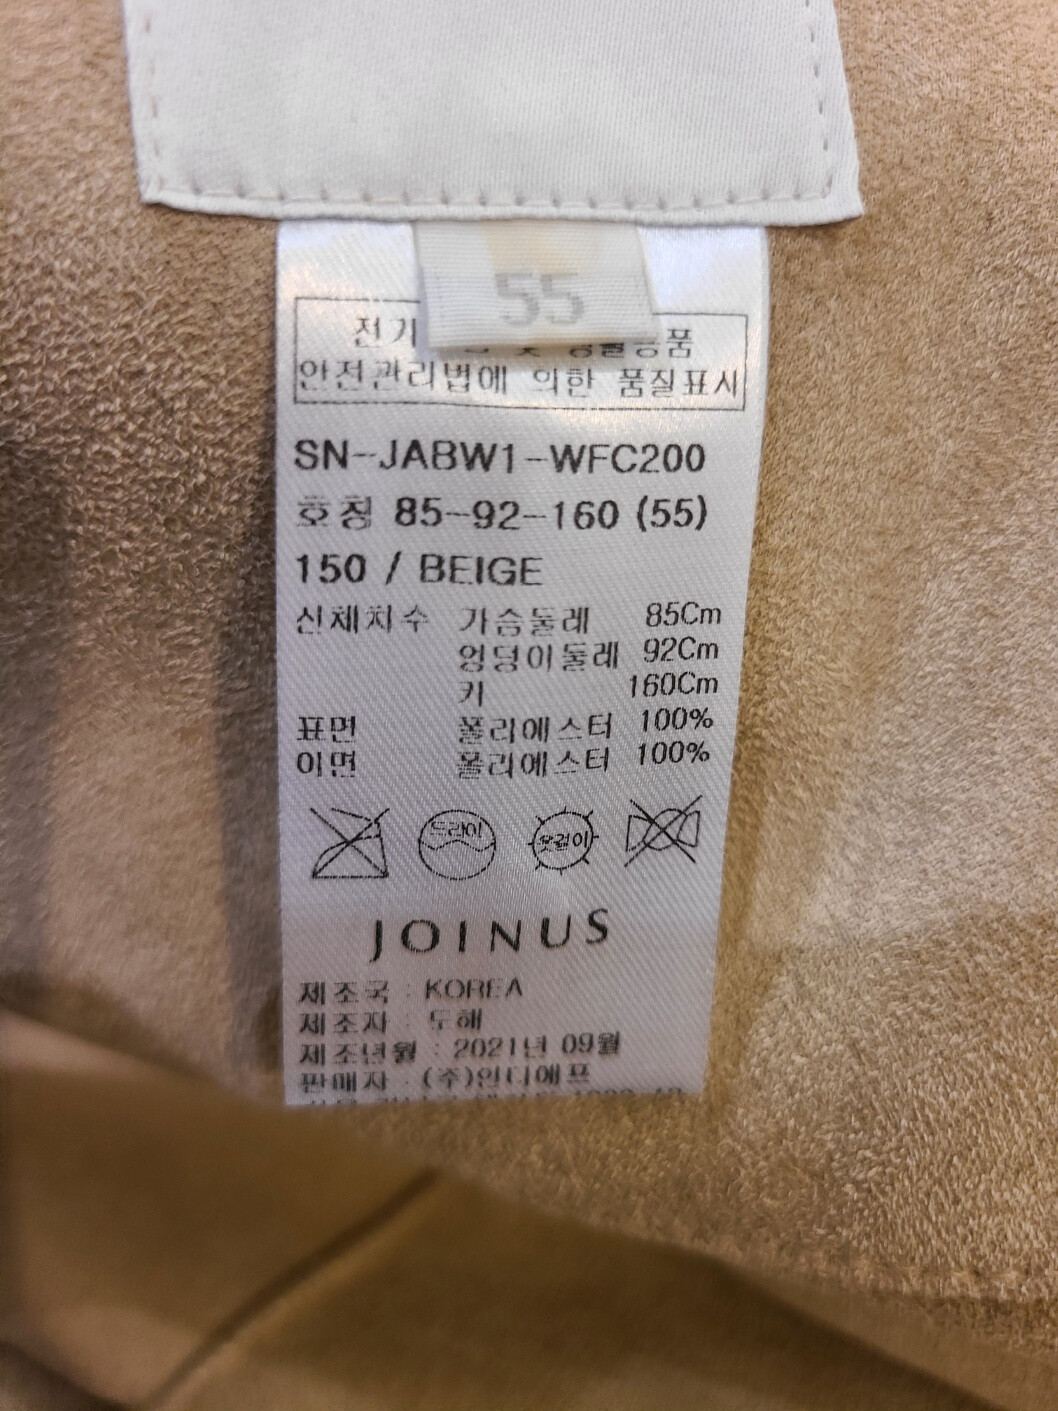 55
전기
안전관리법에 의한 품질표시
SN-JABW1-WFC200
호칭 85-92-160 (55)
150 / BEIGE
신체치수 가슴둘레 85Cm
엉덩이둘레 92Cm
키 160Cm
표면 폴리에스터 100%
이면 폴리에스터 100%
드라이
옷걸이
JOINUS
제조국 : KOREA
제조자 : 두해
제조년월 : 2021년 09월
판매자 : (주)인디에프